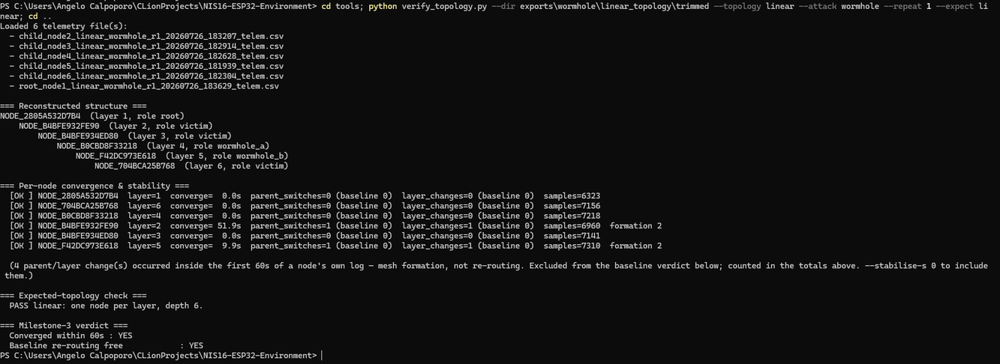 PS C:\Users\Angelo Calpoporo\CLionProjects\NIS16-ESP32-Environment> cd tools; python verify_topology.py --dir exports\wormhole\linear_topology\trimmed --topology linear --attack wormhole --repeat 1 --expect li
near; cd ..
Loaded 6 telemetry file(s):
  - child_node2_linear_wormhole_r1_20260726_183207_telem.csv
  - child_node3_linear_wormhole_r1_20260726_182914_telem.csv
  - child_node4_linear_wormhole_r1_20260726_182628_telem.csv
  - child_node5_linear_wormhole_r1_20260726_181939_telem.csv
  - child_node6_linear_wormhole_r1_20260726_182304_telem.csv
  - root_node1_linear_wormhole_r1_20260726_183629_telem.csv

=== Reconstructed structure ===
NODE_2805A532D7B4  (layer 1, role root)
    NODE_B4BFE932FE90  (layer 2, role victim)
        NODE_B4BFE934ED80  (layer 3, role victim)
            NODE_B0CBD8F33218  (layer 4, role wormhole_a)
                NODE_F42DC973E618  (layer 5, role wormhole_b)
                    NODE_704BCA25B768  (layer 6, role victim)

=== Per-node convergence & stability ===
  [OK ] NODE_2805A532D7B4  layer=1  converge=  0.0s  parent_switches=0 (baseline 0)  layer_changes=0 (baseline 0)  samples=6323
  [OK ] NODE_704BCA25B768  layer=6  converge=  0.0s  parent_switches=0 (baseline 0)  layer_changes=0 (baseline 0)  samples=7156
  [OK ] NODE_B0CBD8F33218  layer=4  converge=  0.0s  parent_switches=0 (baseline 0)  layer_changes=0 (baseline 0)  samples=7218
  [OK ] NODE_B4BFE932FE90  layer=2  converge= 51.9s  parent_switches=1 (baseline 0)  layer_changes=1 (baseline 0)  samples=6960  formation 2
  [OK ] NODE_B4BFE934ED80  layer=3  converge=  0.0s  parent_switches=0 (baseline 0)  layer_changes=0 (baseline 0)  samples=7141
  [OK ] NODE_F42DC973E618  layer=5  converge=  9.9s  parent_switches=1 (baseline 0)  layer_changes=1 (baseline 0)  samples=7310  formation 2

  (4 parent/layer change(s) occurred inside the first 60s of a node's own log - mesh formation, not re-routing. Excluded from the baseline verdict below; counted in the totals above. --stabilise-s 0 to include
 them.)

=== Expected-topology check ===
  PASS linear: one node per layer, depth 6.

=== Milestone-3 verdict ===
  Converged within 60s : YES
  Baseline re-routing free            : YES
PS C:\Users\Angelo Calpoporo\CLionProjects\NIS16-ESP32-Environment>